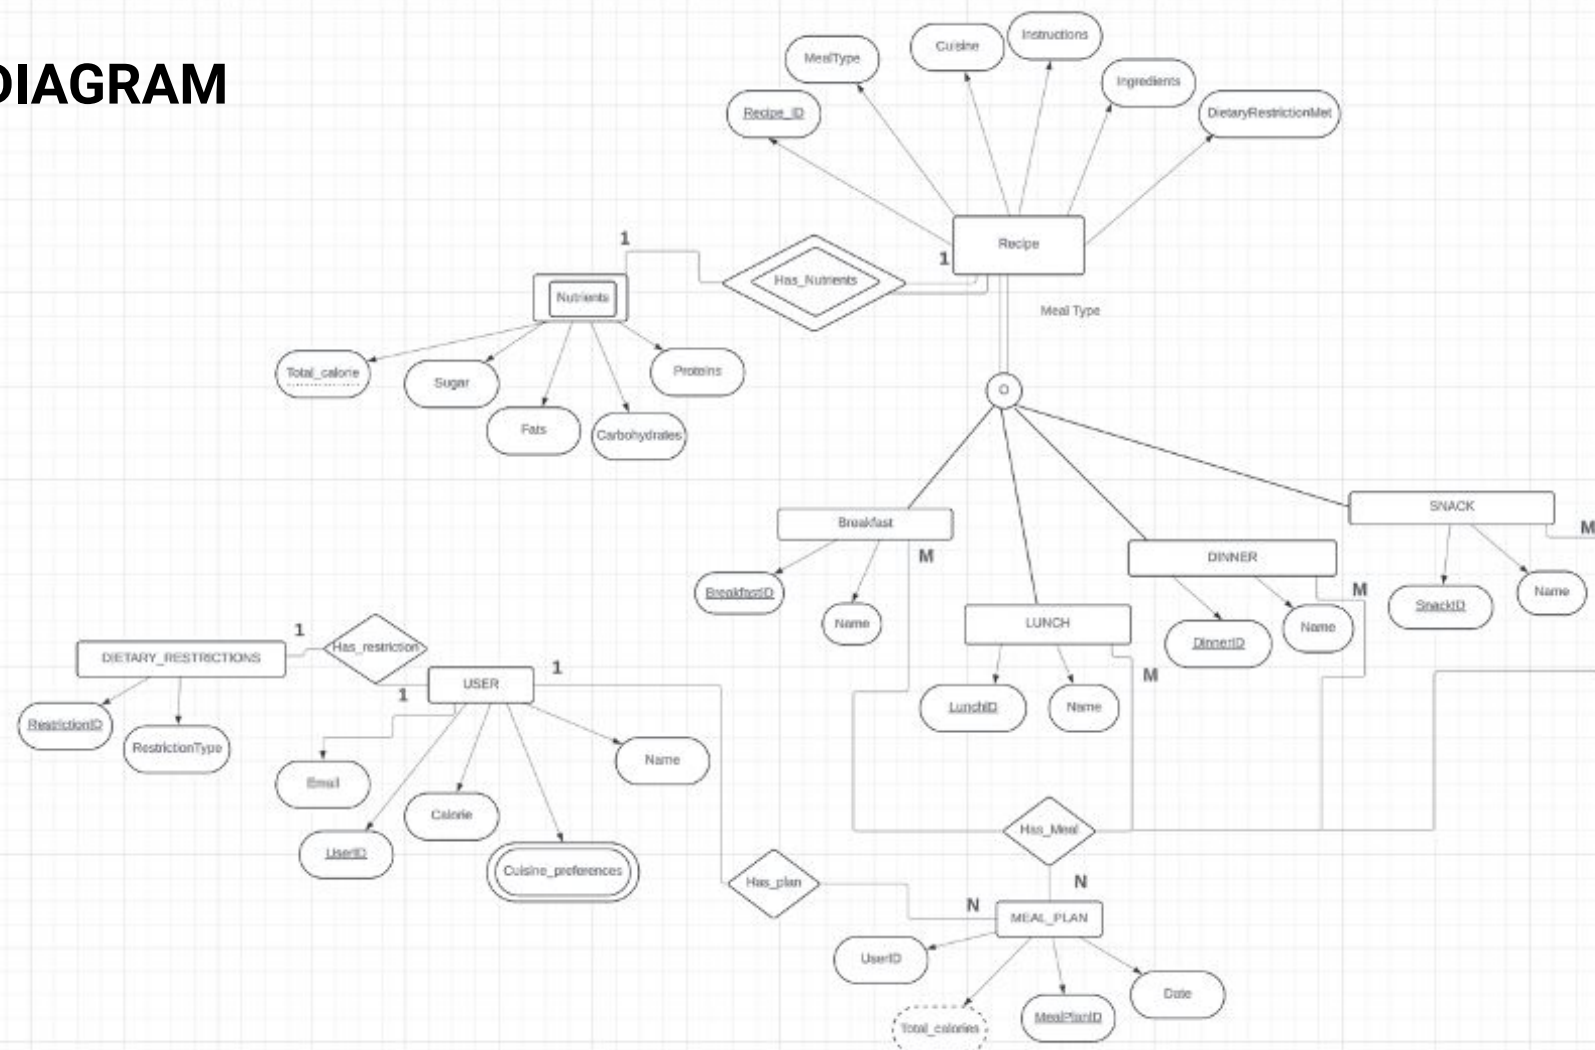 DIAGRAM
Instructions
Cuisine
MealType
Ingredients
Recipe_ID
DietaryRestrictionMet
Recipe
1
1
Has_Nutrients
Nutrients
Meal Type
Total_calorie
Sugar
Proteins
Fats
Carbohydrates
O
Breakfast
M
BreakfastID
Name
SNACK
M
SnackID
Name
DINNER
M
DinnerID
Name
LUNCH
M
LunchID
Name
DIETARY_RESTRICTIONS
1
Has_restriction
1
USER
1
RestrictionID
RestrictionType
Email
UserID
Calorie
Cuisine_preferences
Name
Has_Meal
N
Has_plan
N
MEAL_PLAN
UserID
Total_calories
MealPlanID
Date